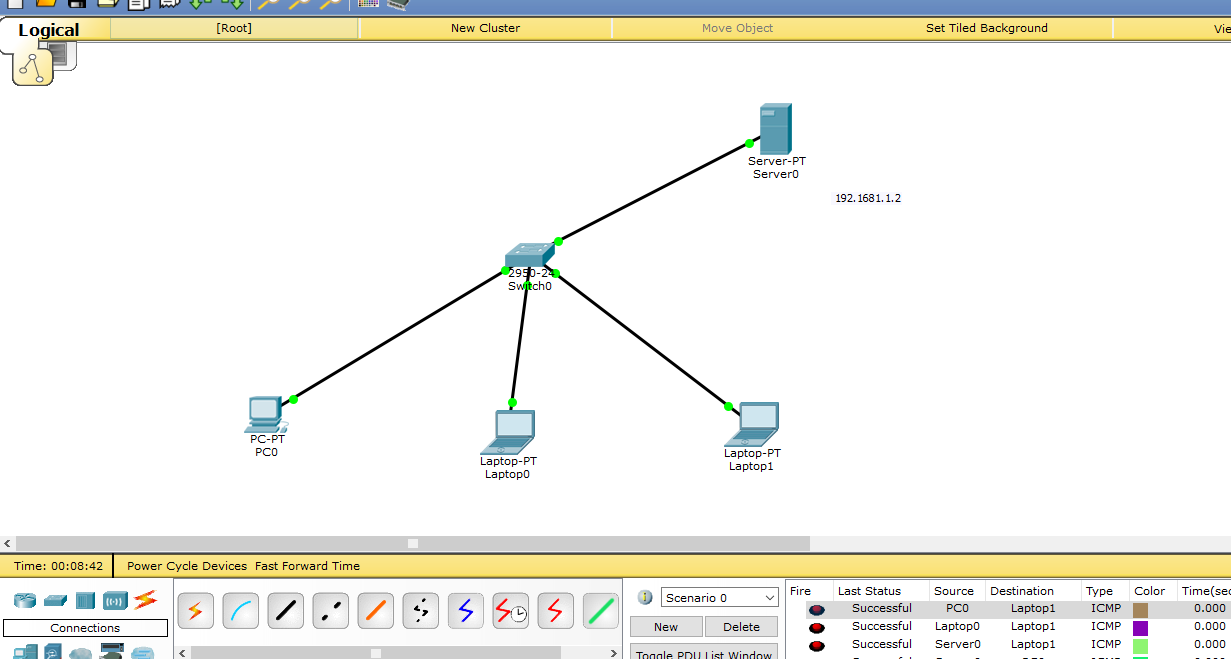 Logical
[Root]
New Cluster
Move Object
Set Tiled Background
Vie
Server-PT
Server0
192.1681.1.2
2950-24
Switch0
PC-PT
PC0
Laptop-PT
Laptop0
Laptop-PT
Laptop1
Time: 00:08:42
Power Cycle Devices Fast Forward Time
Connections
Scenario 0
New
Delete
Toggle PDU List Window
Fire Last Status Source Destination Type Color Time(sec
Successful PC0 Laptop1 ICMP 0.000
Successful Laptop0 Laptop1 ICMP 0.000
Successful Server0 Laptop1 ICMP 0.000